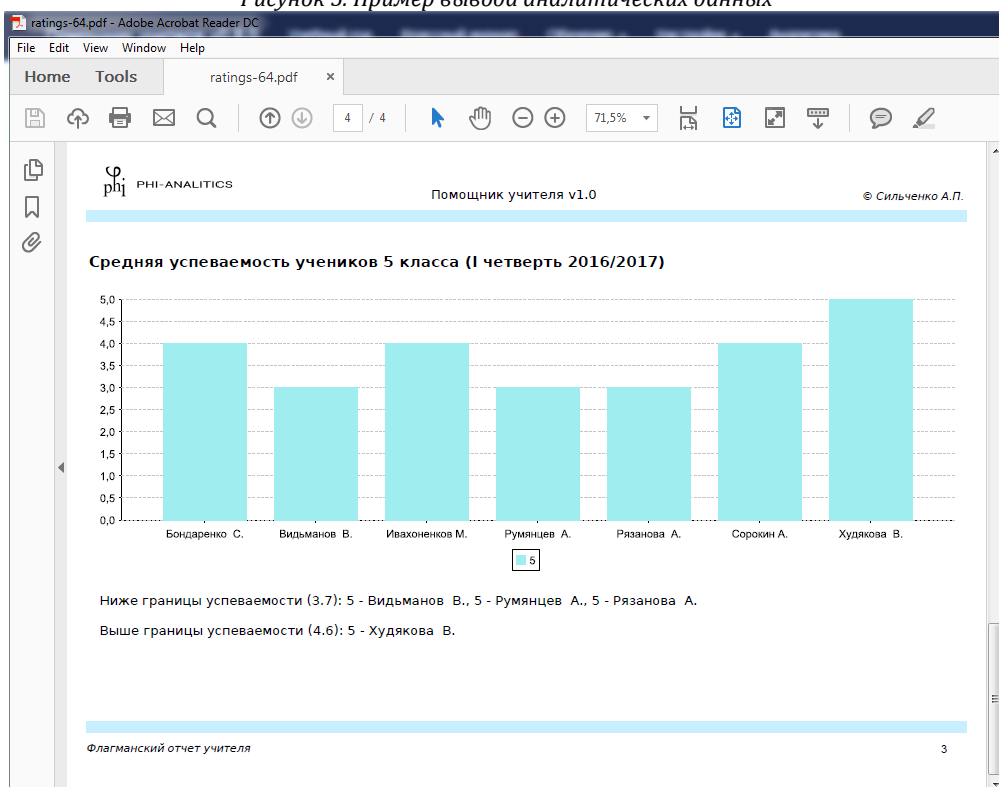 Рисунок 3. Пример вывода аналитических данных
ratings-64.pdf - Adobe Acrobat Reader DC
File Edit View Window Help
Home Tools ratings-64.pdf ×
4 / 4 71,5%
φ
phi PHI-ANALITICS
Помощник учителя v1.0
© Сильченко А.П.
Средняя успеваемость учеников 5 класса (I четверть 2016/2017)
5,0
4,5
4,0
3,5
3,0
2,5
2,0
1,5
1,0
0,5
0,0
Бондаренко С. Видьманов В. Ивахоненков М. Румянцев А. Рязанова А. Сорокин А. Худякова В.
5
Ниже границы успеваемости (3.7): 5 - Видьманов В., 5 - Румянцев А., 5 - Рязанова А.
Выше границы успеваемости (4.6): 5 - Худякова В.
Флагманский отчет учителя 3